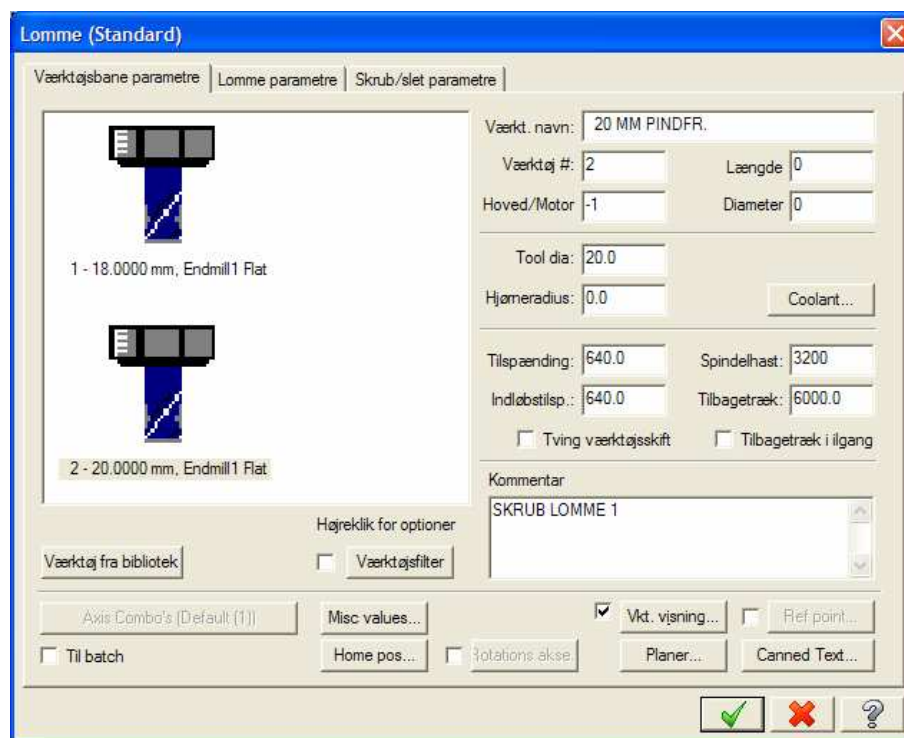 Lomme (Standard)
Værktøjsbane parametre
Lomme parametre
Skrub/slet parametre
1 - 18.0000 mm, Endmill1 Flat
2 - 20.0000 mm, Endmill1 Flat
Højreklik for optioner
Værktøj fra bibliotek
Værktøjsfilter
Værkt. navn: 20 MM PINDFR.
Værktøj #: 2
Længde 0
Hoved/Motor -1
Diameter 0
Tool dia: 20.0
Hjørneradius: 0.0
Coolant...
Tilspænding: 640.0
Spindelhast: 3200
Indløbstilsp.: 640.0
Tilbagetræk: 6000.0
Tving værktøjsskift
Tilbagetræk i ilgang
Kommentar
SKRUB LOMME 1
Axis Combo's (Default (1))
Misc values...
Vkt. visning...
Ref point...
Til batch
Home pos...
Rotations akse.
Planer...
Canned Text...